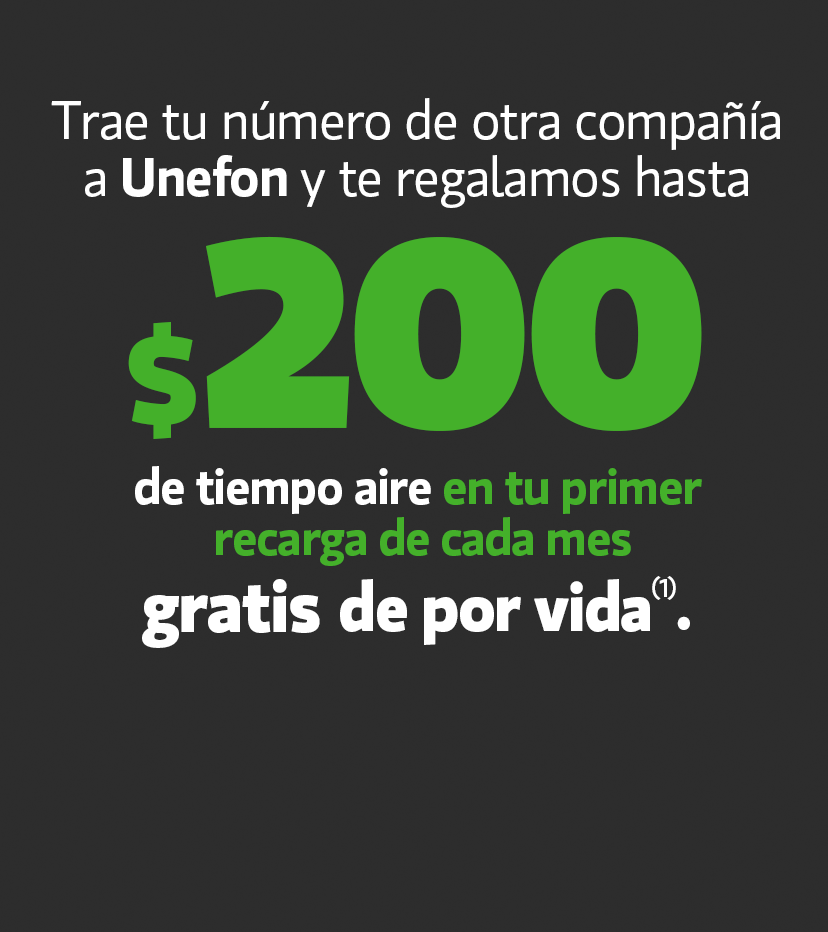 Trae tu número de otra compañía
a Unefon y te regalamos hasta
$200
de tiempo aire en tu primer
recarga de cada mes
gratis de por vida(1).